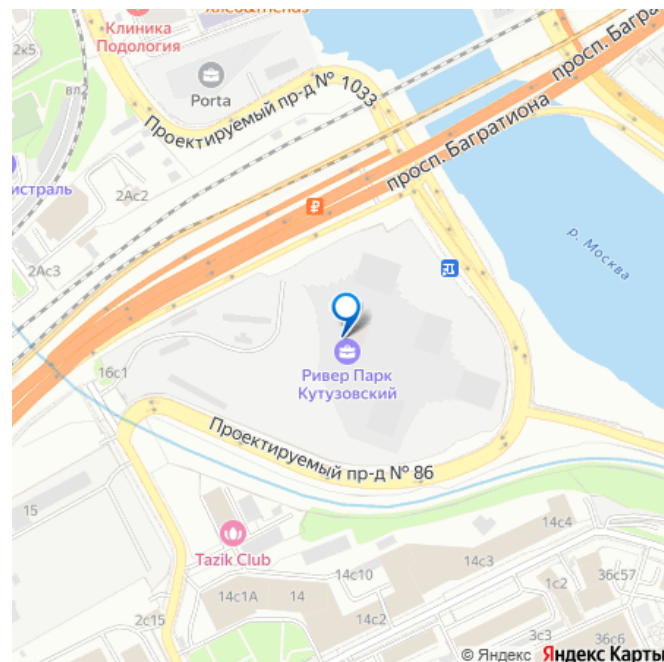 2к5
Клиника
Подология
вл2
Porta
Проектируемый пр-д № 1033
просп. Багра
просп. Багратиона
истраль
2Ас2
2Ас3
р. Москва
16с1
Ривер Парк
Кутузовский
Проектируемый пр-д № 86
15
Tazik Club
14с4
14с3
14с10
14с1А
14
1с2
36с57
2с15
3с3
36с6
© Яндекс Яндекс Карты